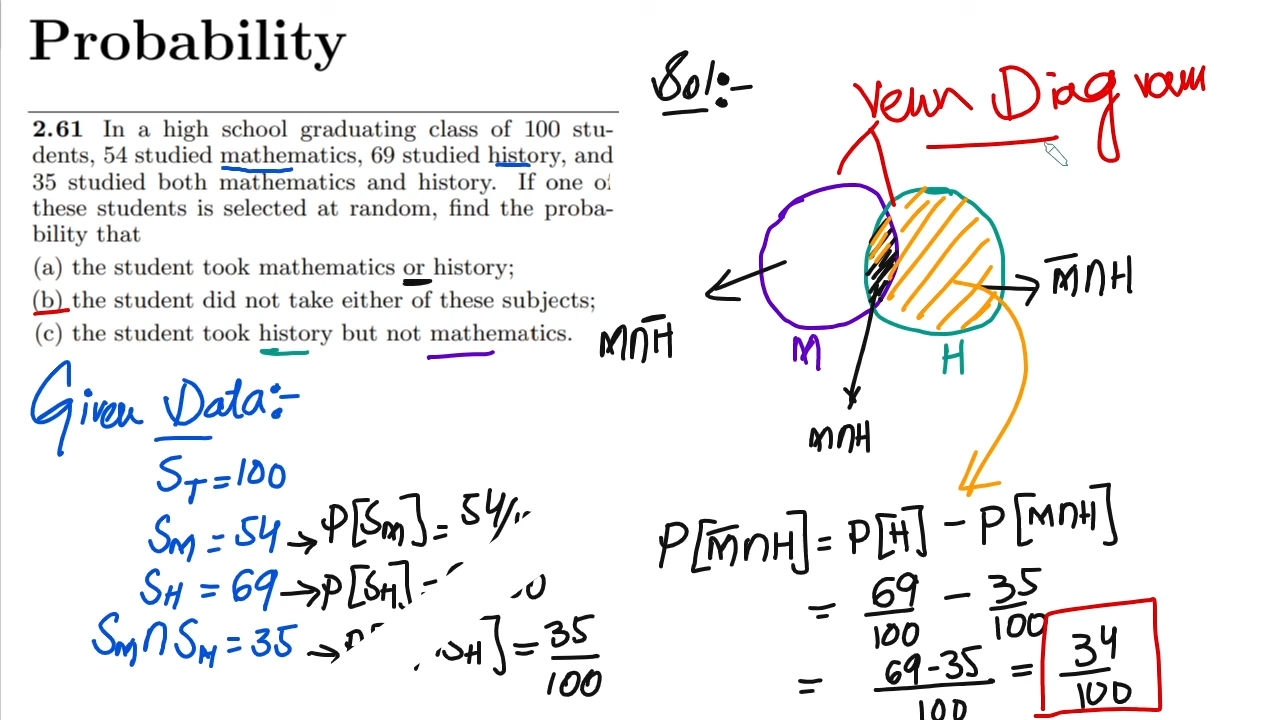 Probability
2.61 In a high school graduating class of 100 stu-
dents, 54 studied mathematics, 69 studied history, and
35 studied both mathematics and history. If one of
these students is selected at random, find the proba-
bility that
(a) the student took mathematics or history;
(b) the student did not take either of these subjects;
(c) the student took history but not mathematics.
Given Data:-
S_T = 100
S_M = 54 → P[S_M] = 54/
S_H = 69 → P[S_H]
S_M ∩ S_M = 35 → S_H] = 35/100
Sol:-
Venn Diagram
M̅∩H
M∩H̅
M
H
M∩H
P[M̅∩H] = P[H] - P[M∩H]
= 69/100 - 35/100
= 69-35/100 = 34/100